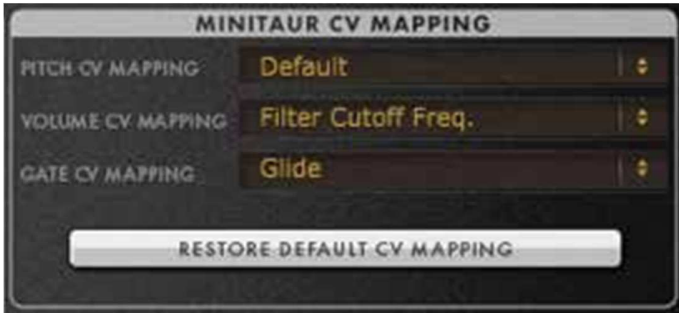 MINITAUR CV MAPPING
PITCH CV MAPPING Default
VOLUME CV MAPPING Filter Cutoff Freq.
GATE CV MAPPING Glide
RESTORE DEFAULT CV MAPPING